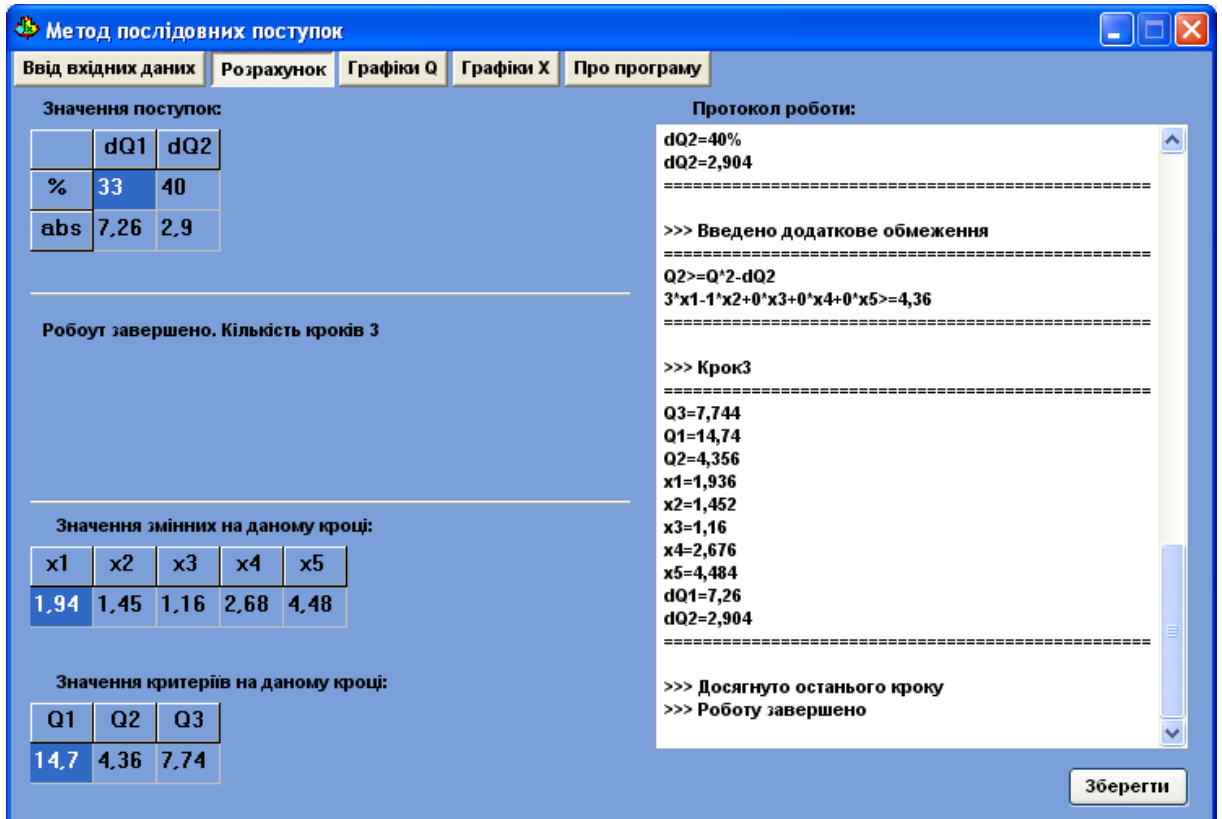 Метод послідовних поступок
Ввід вхідних даних Розрахунок Графіки Q Графіки X Про програму
Значення поступок:
dQ1 dQ2
% 33 40
abs 7,26 2,9
Робоут завершено. Кількість кроків 3
Значення змінних на даному кроці:
x1 x2 x3 x4 x5
1,94 1,45 1,16 2,68 4,48
Значення критеріїв на даному кроці:
Q1 Q2 Q3
14,7 4,36 7,74
Протокол роботи:
dQ2=40%
dQ2=2,904
==================================================
>>> Введено додаткове обмеження
==================================================
Q2>=Q*2-dQ2
3*x1-1*x2+0*x3+0*x4+0*x5>=4,36
==================================================
>>> Крок3
==================================================
Q3=7,744
Q1=14,74
Q2=4,356
x1=1,936
x2=1,452
x3=1,16
x4=2,676
x5=4,484
dQ1=7,26
dQ2=2,904
==================================================
>>> Досягнуто останього кроку
>>> Роботу завершено
Зберегти